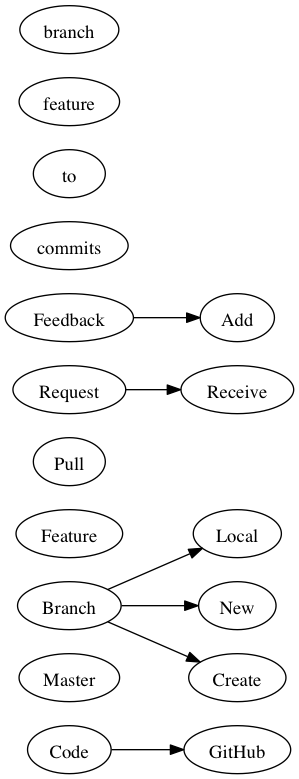 branch
feature
to
commits
Feedback Add
Request Receive
Pull
Feature Local
Branch New
Master Create
Code GitHub